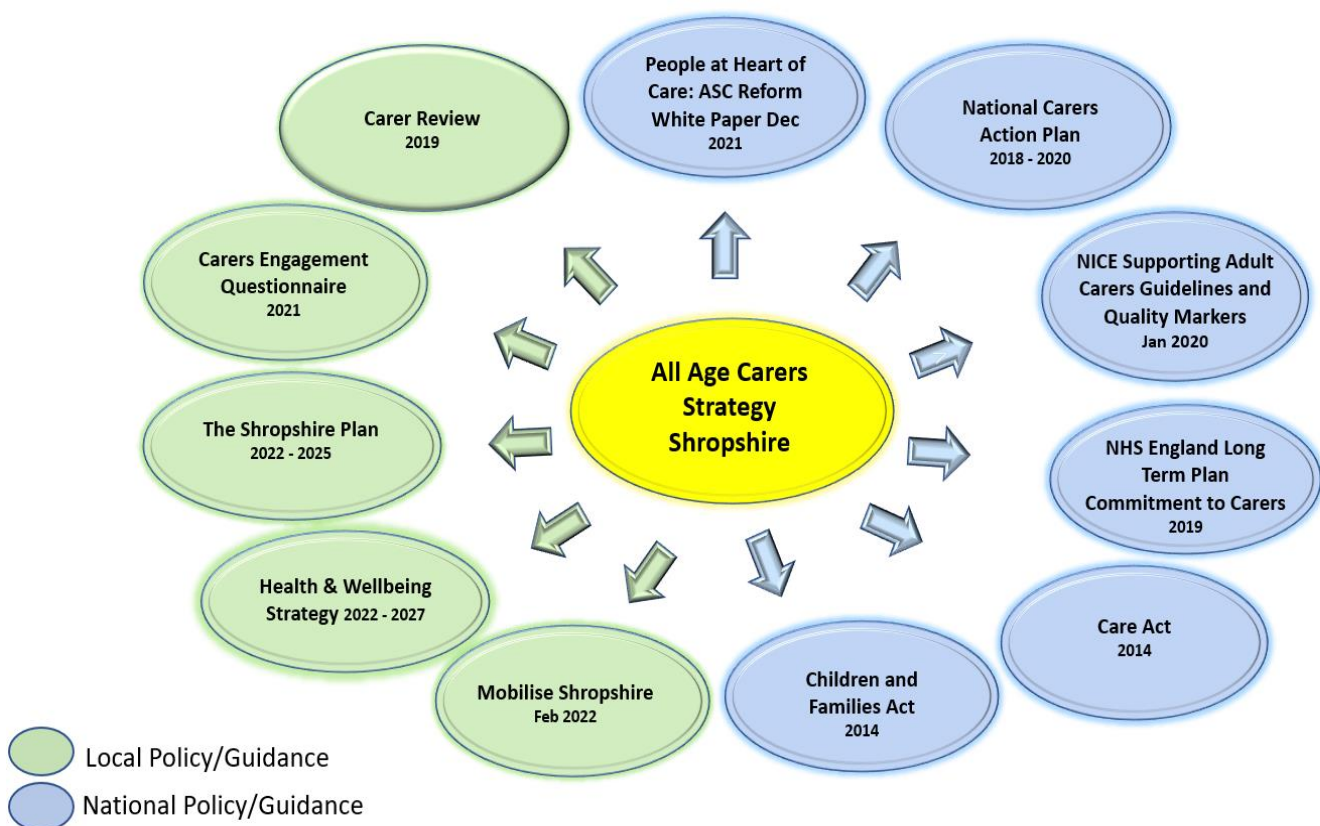 People at Heart of
Care: ASC Reform
White Paper Dec
2021
National Carers
Action Plan
2018 - 2020
NICE Supporting Adult
Carers Guidelines and
Quality Markers
Jan 2020
NHS England Long
Term Plan
Commitment to Carers
2019
Care Act
2014
Children and
Families Act
2014
Mobilise Shropshire
Feb 2022
Health & Wellbeing
Strategy 2022 - 2027
The Shropshire Plan
2022 - 2025
Carers Engagement
Questionnaire
2021
Carer Review
2019
All Age Carers
Strategy
Shropshire
Local Policy/Guidance
National Policy/Guidance